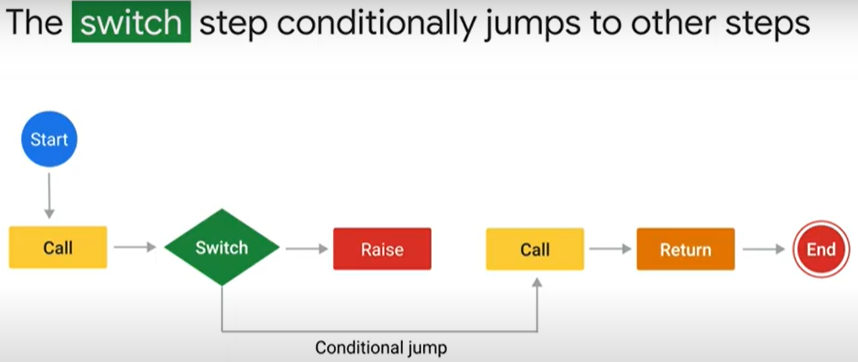 The switch step conditionally jumps to other steps
Start
Call
Switch
Raise
Call
Return
End
Conditional jump